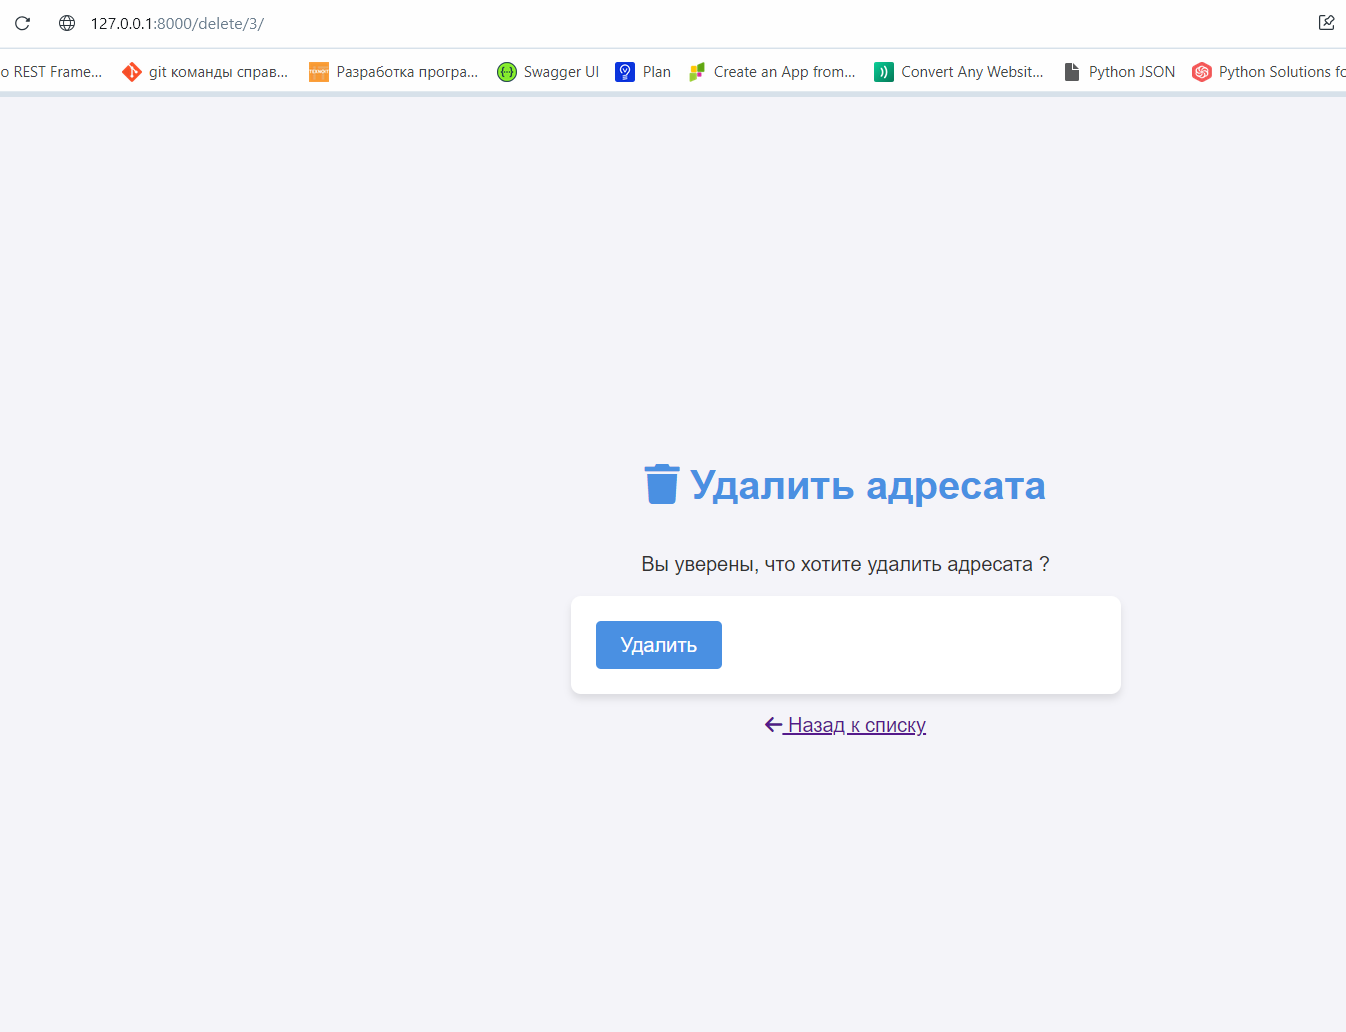 127.0.0.1:8000/delete/3/
o REST Frame... git команды справ... Разработка програ... Swagger UI Plan Create an App from... Convert Any Websit... Python JSON Python Solutions fo
Удалить адресата
Вы уверены, что хотите удалить адресата ?
Удалить
Назад к списку